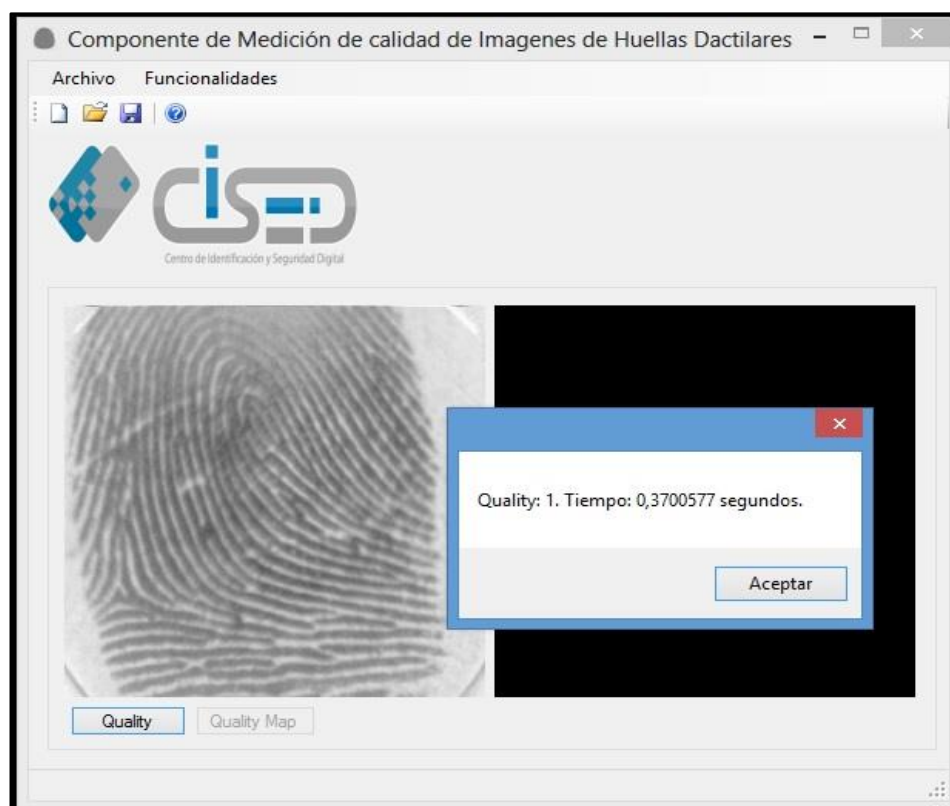 Componente de Medición de calidad de Imagenes de Huellas Dactilares
Archivo Funcionalidades
CISED
Centro de Identificación y Seguridad Digital
Quality: 1. Tiempo: 0,3700577 segundos.
Aceptar
Quality Quality Map